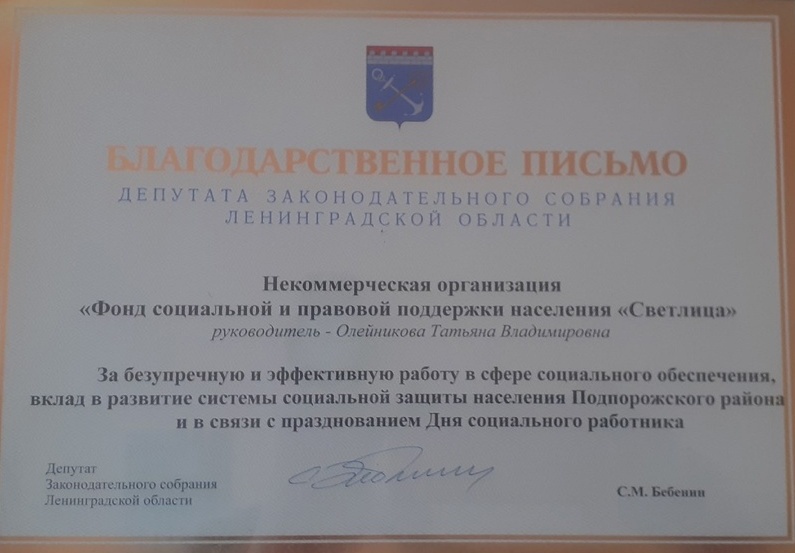 БЛАГОДАРСТВЕННОЕ ПИСЬМО
ДЕПУТАТА ЗАКОНОДАТЕЛЬНОГО СОБРАНИЯ
ЛЕНИНГРАДСКОЙ ОБЛАСТИ
Некоммерческая организация
«Фонд социальной и правовой поддержки населения «Светлица»
руководитель - Олейникова Татьяна Владимировна
За безупречную и эффективную работу в сфере социального обеспечения,
вклад в развитие системы социальной защиты населения Подпорожского района
и в связи с празднованием Дня социального работника
Депутат
Законодательного собрания
Ленинградской области
С.М. Бебенин